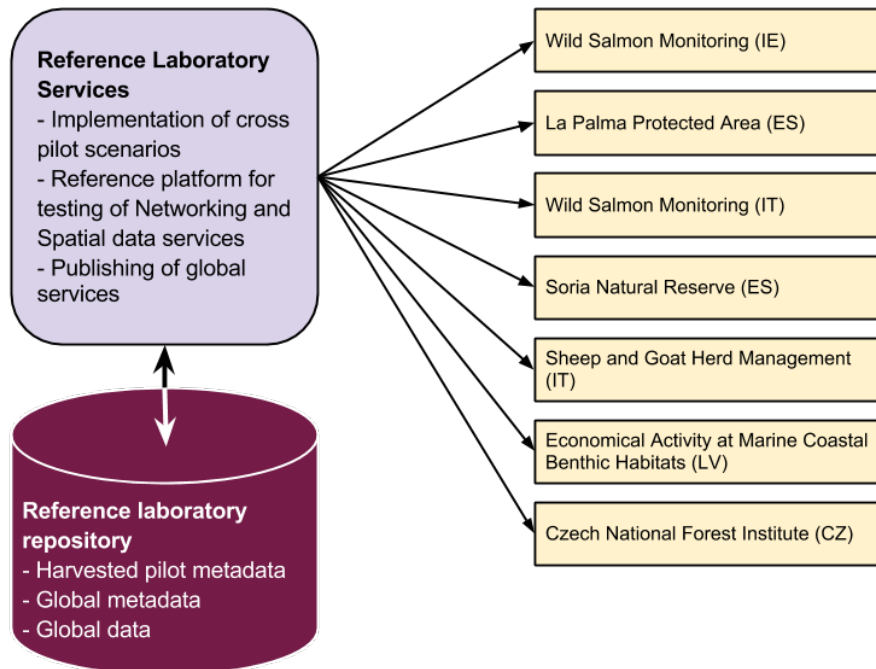 Reference Laboratory
Services
- Implementation of cross
pilot scenarios
- Reference platform for
testing of Networking and
Spatial data services
- Publishing of global
services
Reference laboratory
repository
- Harvested pilot metadata
- Global metadata
- Global data
Wild Salmon Monitoring (IE)
La Palma Protected Area (ES)
Wild Salmon Monitoring (IT)
Soria Natural Reserve (ES)
Sheep and Goat Herd Management
(IT)
Economical Activity at Marine Coastal
Benthic Habitats (LV)
Czech National Forest Institute (CZ)